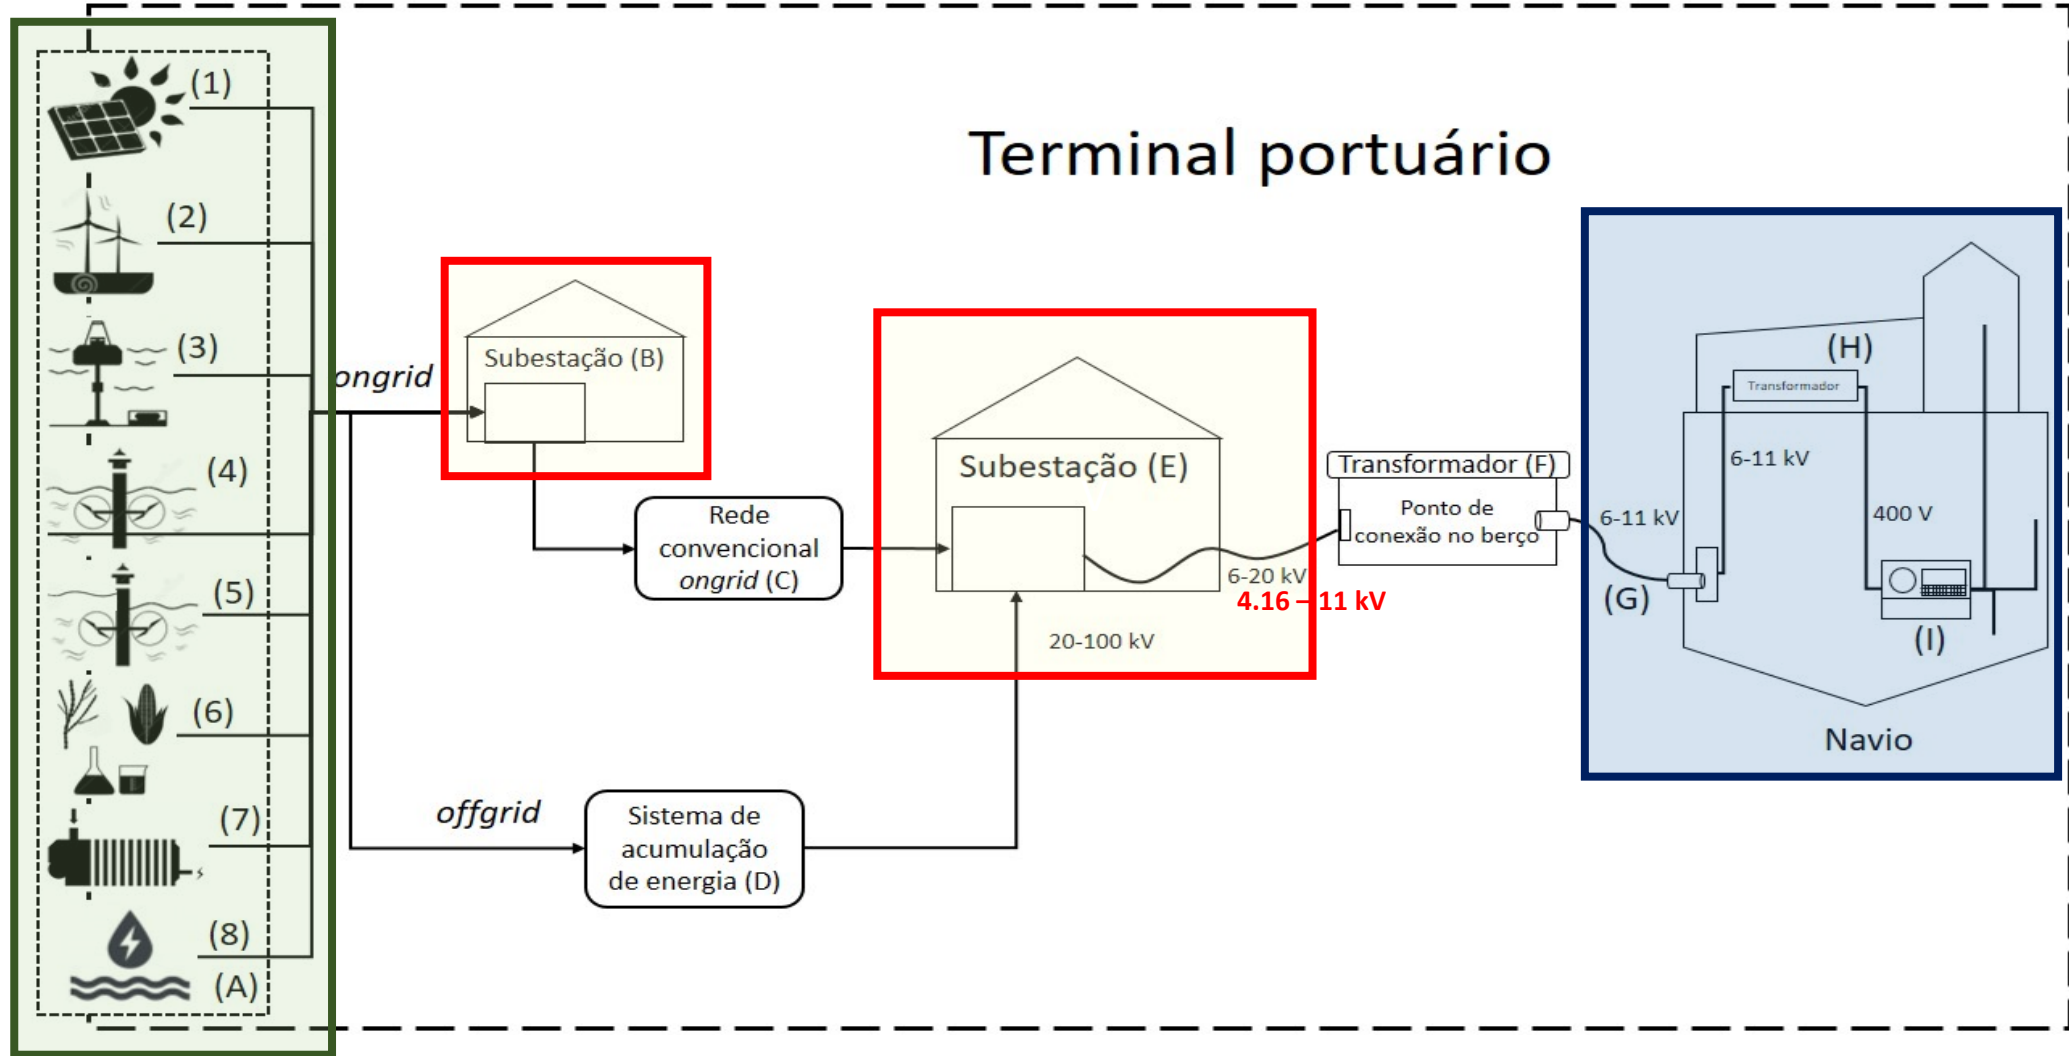 Terminal portuário
(1)
(2)
(3)
(4)
(5)
(6)
(7)
(8)
(A)
ongrid
offgrid
Subestação (B)
Rede
convencional
ongrid (C)
Sistema de
acumulação
de energia (D)
Subestação (E)
6-20 kV
4.16 – 11 kV
20-100 kV
Transformador (F)
Ponto de
conexão no berço
6-11 kV
(G)
(H)
Transformador
6-11 kV
400 V
(I)
Navio